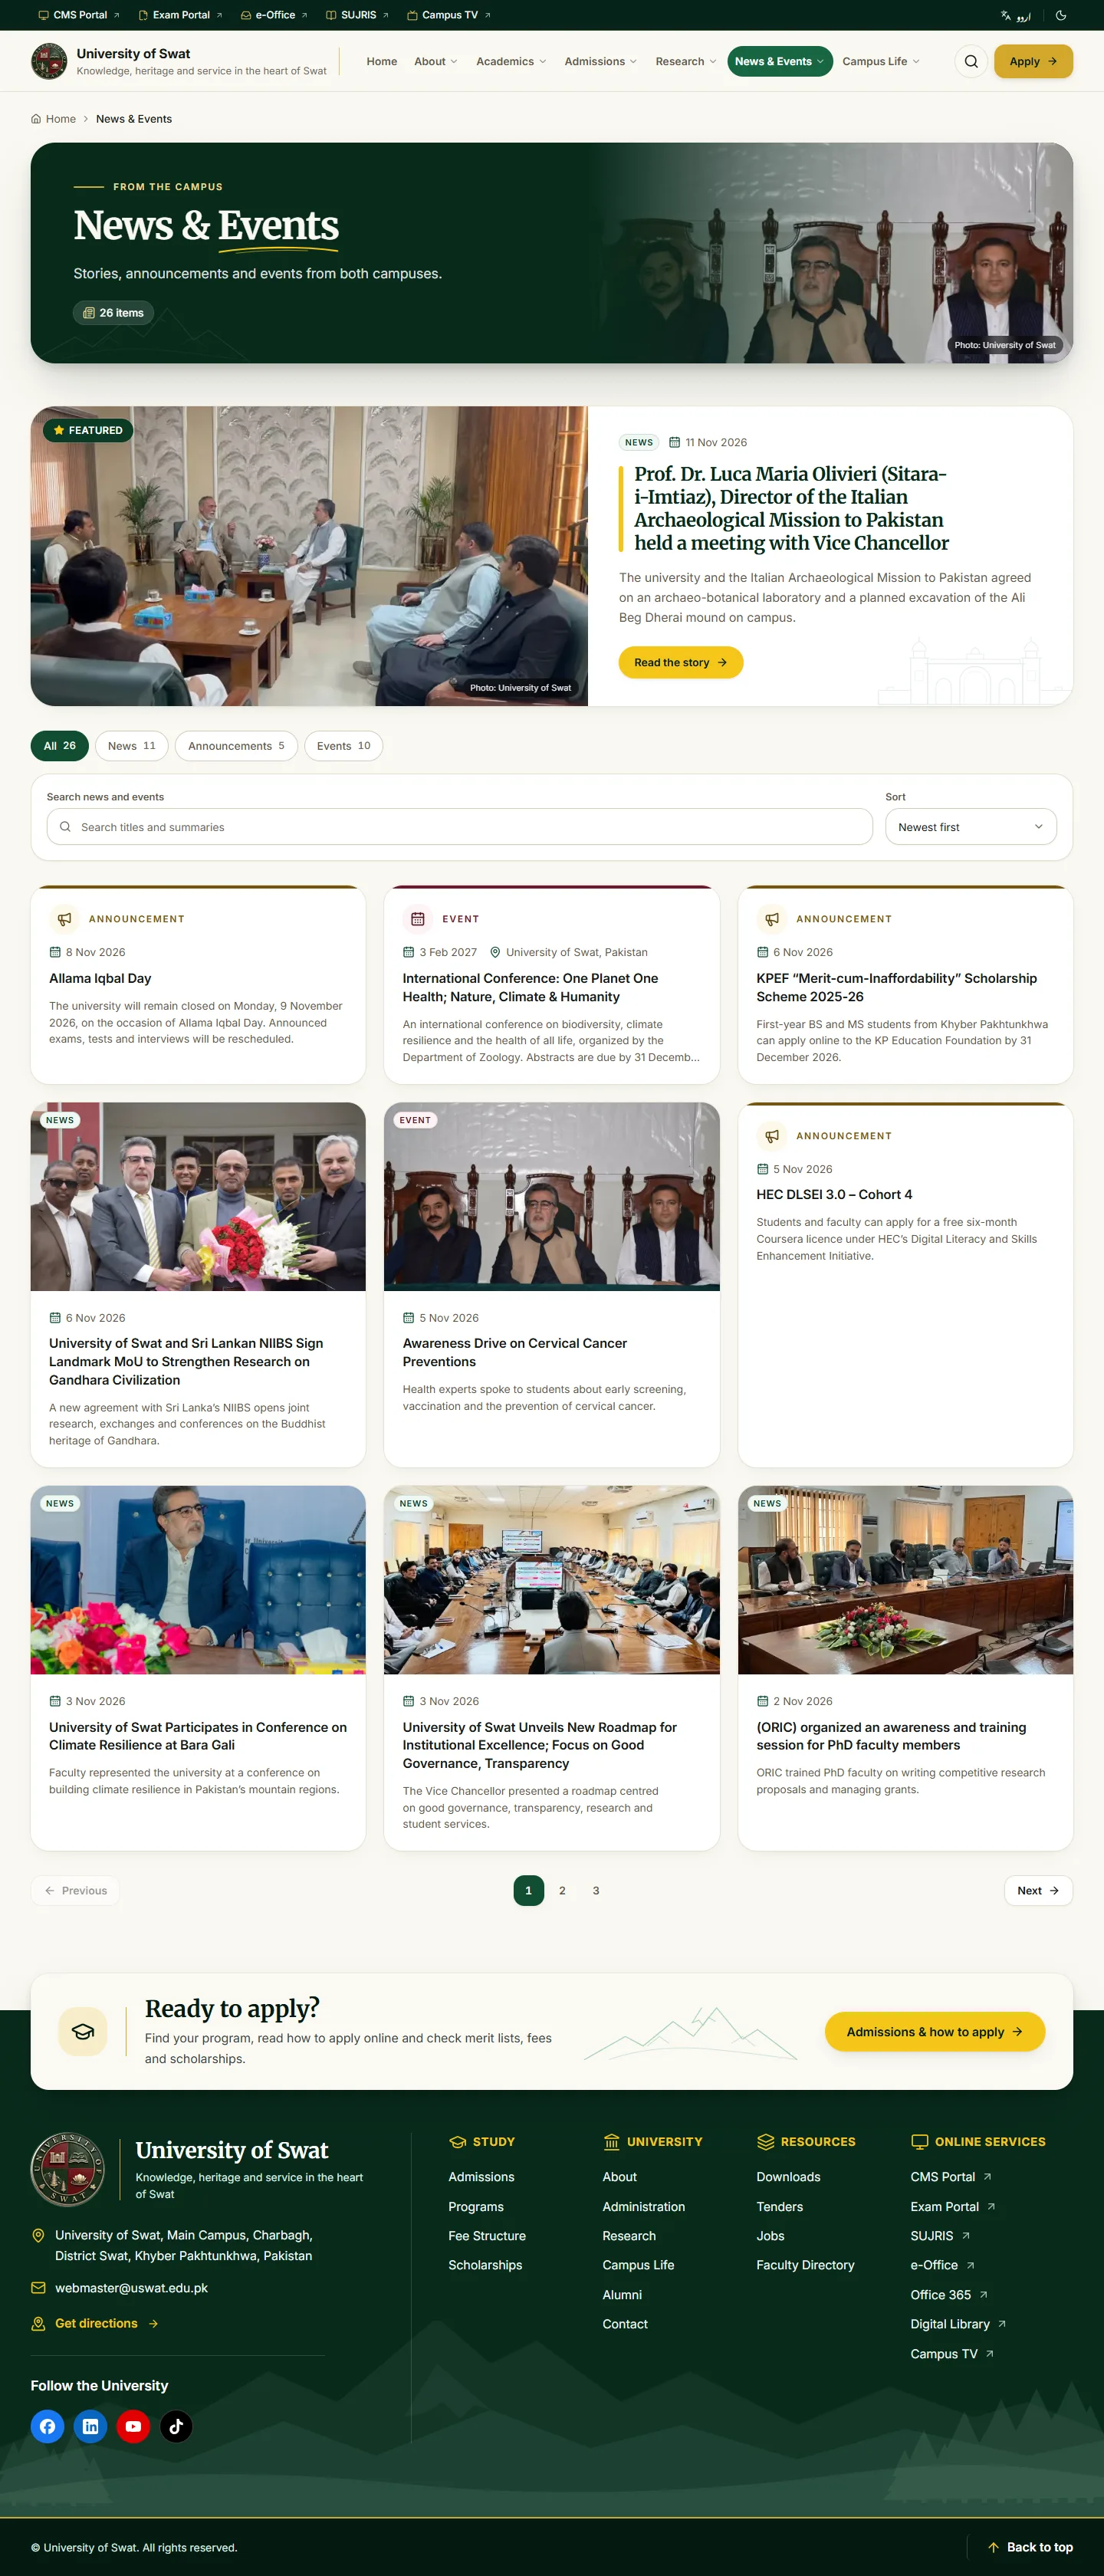 CMS Portal
Exam Portal
e-Office
SUJRIS
Campus TV
اردو
University of Swat
Knowledge, heritage and service in the heart of Swat
Home
About
Academics
Admissions
Research
News & Events
Campus Life
Apply
Home
News & Events
FROM THE CAMPUS
News & Events
Stories, announcements and events from both campuses.
26 items
Photo: University of Swat
FEATURED
Photo: University of Swat
NEWS
11 Nov 2026
Prof. Dr. Luca Maria Olivieri (Sitara-
i-Imtiaz), Director of the Italian
Archaeological Mission to Pakistan
held a meeting with Vice Chancellor
The university and the Italian Archaeological Mission to Pakistan agreed
on an archaeo-botanical laboratory and a planned excavation of the Ali
Beg Dherai mound on campus.
Read the story
All 26
News 11
Announcements 5
Events 10
Search news and events
Search titles and summaries
Sort
Newest first
ANNOUNCEMENT
8 Nov 2026
Allama Iqbal Day
The university will remain closed on Monday, 9 November
2026, on the occasion of Allama Iqbal Day. Announced
exams, tests and interviews will be rescheduled.
EVENT
3 Feb 2027
University of Swat, Pakistan
International Conference: One Planet One
Health; Nature, Climate & Humanity
An international conference on biodiversity, climate
resilience and the health of all life, organized by the
Department of Zoology. Abstracts are due by 31 Decemb...
ANNOUNCEMENT
6 Nov 2026
KPEF “Merit-cum-Inaffordability” Scholarship
Scheme 2025-26
First-year BS and MS students from Khyber Pakhtunkhwa
can apply online to the KP Education Foundation by 31
December 2026.
NEWS
6 Nov 2026
University of Swat and Sri Lankan NIIBS Sign
Landmark MoU to Strengthen Research on
Gandhara Civilization
A new agreement with Sri Lanka’s NIIBS opens joint
research, exchanges and conferences on the Buddhist
heritage of Gandhara.
EVENT
5 Nov 2026
Awareness Drive on Cervical Cancer
Preventions
Health experts spoke to students about early screening,
vaccination and the prevention of cervical cancer.
ANNOUNCEMENT
5 Nov 2026
HEC DLSEI 3.0 – Cohort 4
Students and faculty can apply for a free six-month
Coursera licence under HEC’s Digital Literacy and Skills
Enhancement Initiative.
NEWS
3 Nov 2026
University of Swat Participates in Conference on
Climate Resilience at Bara Gali
Faculty represented the university at a conference on
building climate resilience in Pakistan’s mountain regions.
NEWS
3 Nov 2026
University of Swat Unveils New Roadmap for
Institutional Excellence; Focus on Good
Governance, Transparency
The Vice Chancellor presented a roadmap centred
on good governance, transparency, research and
student services.
NEWS
2 Nov 2026
(ORIC) organized an awareness and training
session for PhD faculty members
ORIC trained PhD faculty on writing competitive research
proposals and managing grants.
Previous
1
2
3
Next
Ready to apply?
Find your program, read how to apply online and check merit lists, fees
and scholarships.
Admissions & how to apply
UNIVERSITY OF
SWAT
University of Swat
Knowledge, heritage and service in the heart
of Swat
University of Swat, Main Campus, Charbagh,
District Swat, Khyber Pakhtunkhwa, Pakistan
webmaster@uswat.edu.pk
Get directions
Follow the University
STUDY
Admissions
Programs
Fee Structure
Scholarships
UNIVERSITY
About
Administration
Research
Campus Life
Alumni
Contact
RESOURCES
Downloads
Tenders
Jobs
Faculty Directory
ONLINE SERVICES
CMS Portal
Exam Portal
SUJRIS
e-Office
Office 365
Digital Library
Campus TV
© University of Swat. All rights reserved.
Back to top